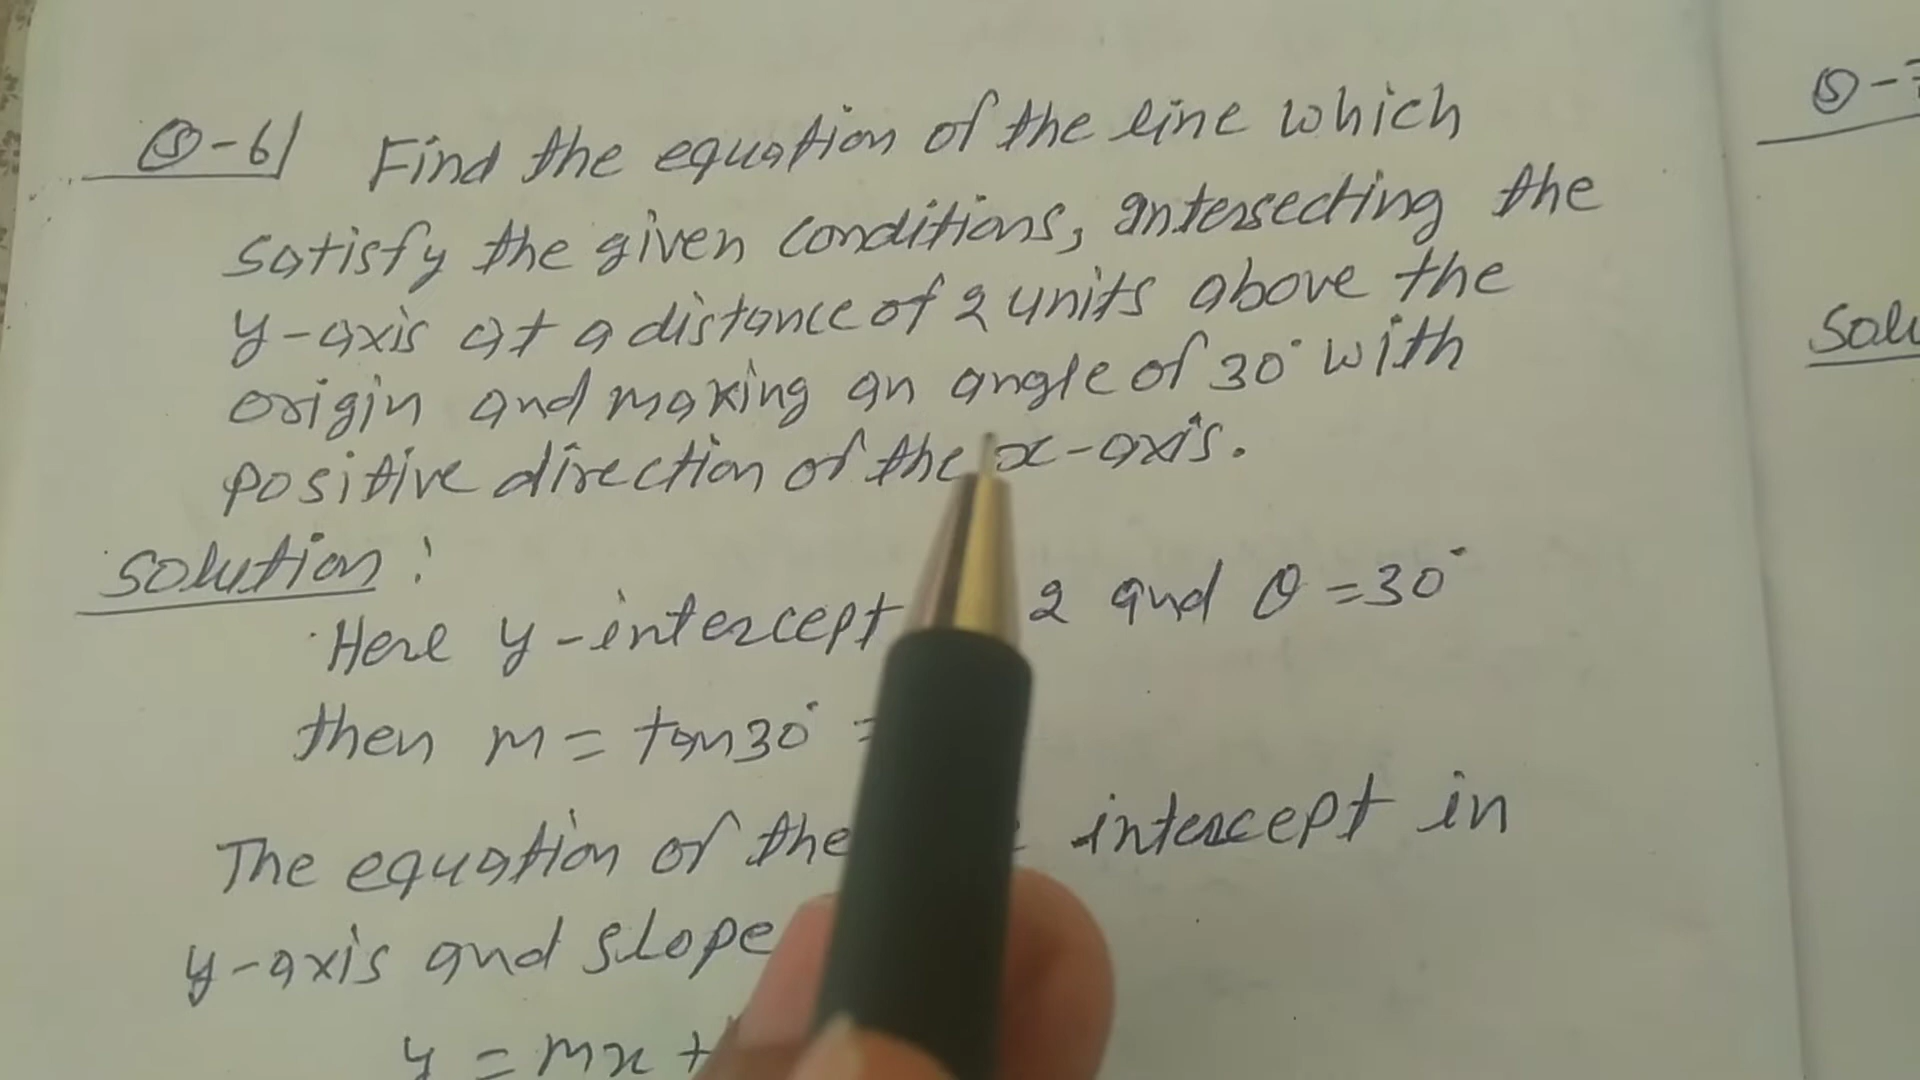 Q-6| Find the equation of the line which
satisfy the given conditions, intersecting the
y-axis at a distance of 2 units above the
origin and making an angle of 30° with
positive direction of the x-axis.
Solution:
Here y-intercept 2 and θ = 30°
then m = tan30° =
The equation of the intercept in
y-axis and slope
y = mx +
Q-7
Solu